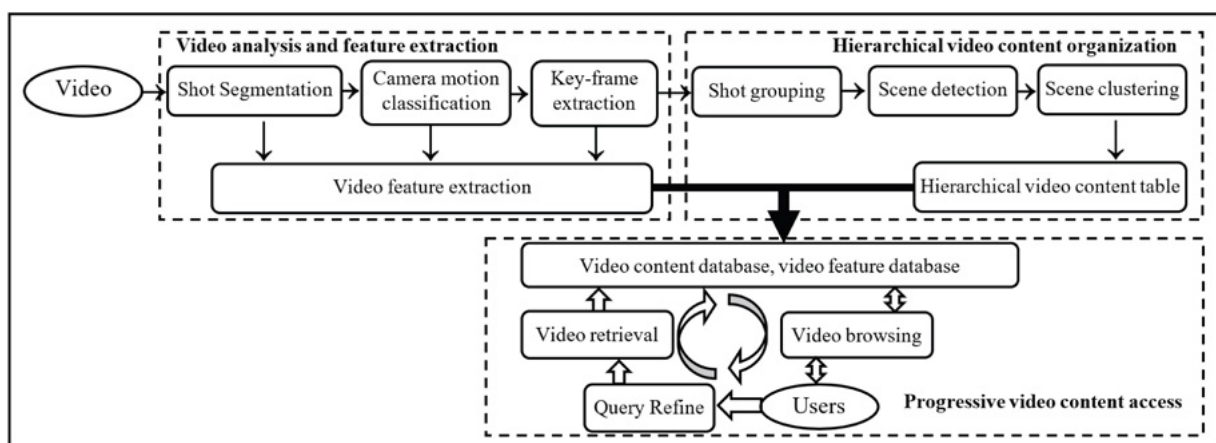 Video analysis and feature extraction
Hierarchical video content organization
Video
Shot Segmentation
Camera motion
classification
Key-frame
extraction
Shot grouping
Scene detection
Scene clustering
Video feature extraction
Hierarchical video content table
Video content database, video feature database
Video retrieval
Video browsing
Query Refine
Users
Progressive video content access